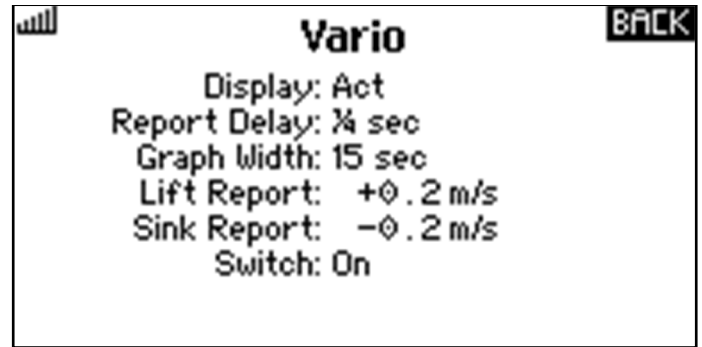 Vario
BACK
Display: Act
Report Delay: ¼ sec
Graph Width: 15 sec
Lift Report: +0.2 m/s
Sink Report: -0.2 m/s
Switch: On